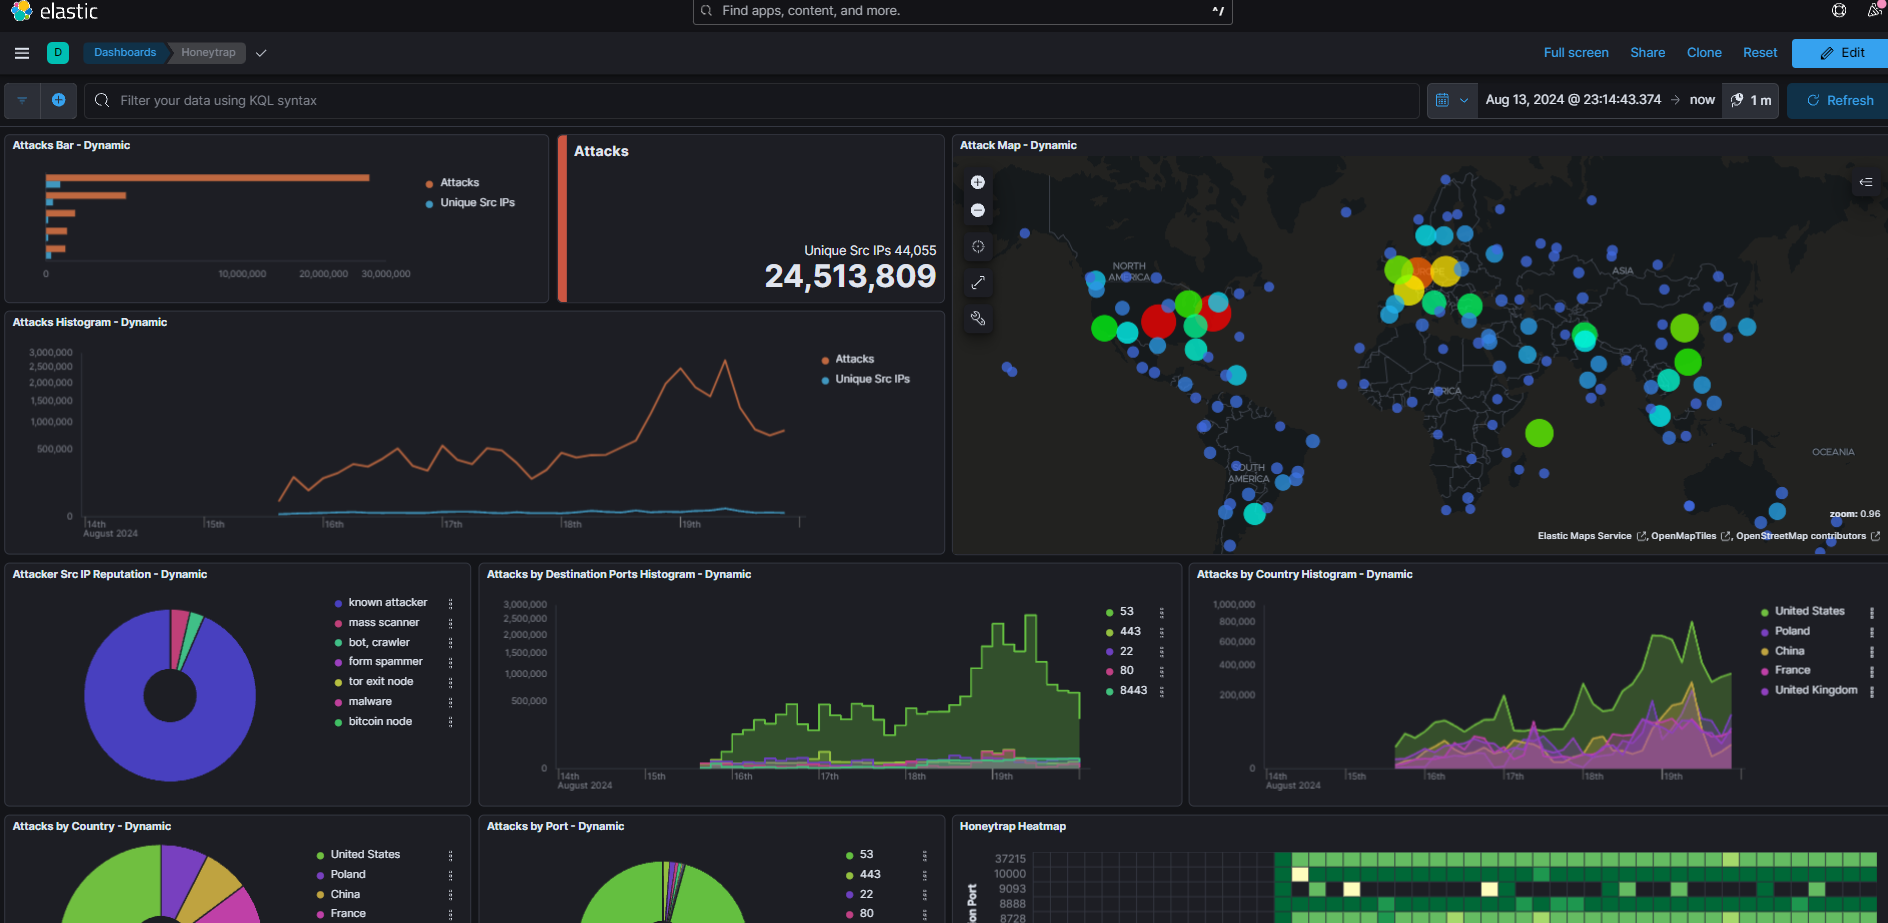 elastic
Find apps, content, and more.
^/
D
Dashboards
Honeytrap
Full screen
Share
Clone
Reset
Edit
Filter your data using KQL syntax
Aug 13, 2024 @ 23:14:43.374 → now
1 m
Refresh
Attacks Bar - Dynamic
Attacks
Unique Src IPs
0
10,000,000
20,000,000
30,000,000
Attacks
Unique Src IPs 44,055
24,513,809
Attack Map - Dynamic
NORTH
AMERICA
ASIA
AFRICA
SOUTH
AMERICA
OCEANIA
zoom: 0.96
Elastic Maps Service , OpenMapTiles , OpenStreetMap contributors
Attacks Histogram - Dynamic
3,000,000
2,500,000
2,000,000
1,500,000
1,000,000
500,000
0
14th
August 2024
15th
16th
17th
18th
19th
Attacks
Unique Src IPs
Attacker Src IP Reputation - Dynamic
known attacker
mass scanner
bot, crawler
form spammer
tor exit node
malware
bitcoin node
Attacks by Destination Ports Histogram - Dynamic
3,000,000
2,500,000
2,000,000
1,500,000
1,000,000
500,000
0
14th
August 2024
15th
16th
17th
18th
19th
53
443
22
80
8443
Attacks by Country Histogram - Dynamic
1,000,000
800,000
600,000
400,000
200,000
0
14th
August 2024
15th
16th
17th
18th
19th
United States
Poland
China
France
United Kingdom
Attacks by Country - Dynamic
United States
Poland
China
France
Attacks by Port - Dynamic
53
443
22
80
Honeytrap Heatmap
on Port
37215
10000
9093
8888
8728